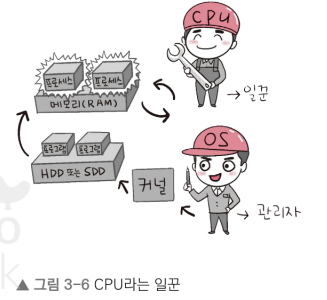 CPU
프로세스 프로세스
메모리(RAM)
→일꾼
프로그램 프로그램
HDD 또는 SDD
OS
커널
→ 관리자
▲ 그림 3-6 CPU라는 일꾼